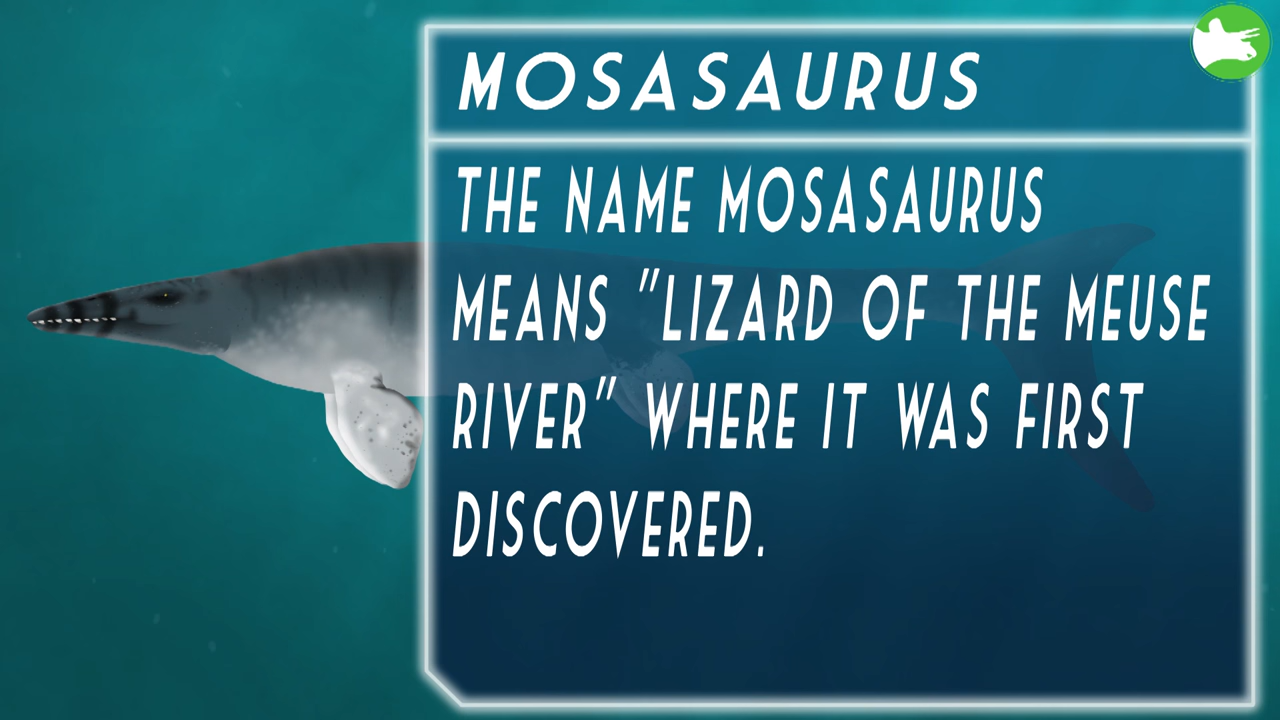 MOSASAURUS
THE NAME MOSASAURUS
MEANS "LIZARD OF THE MEUSE
RIVER" WHERE IT WAS FIRST
DISCOVERED.